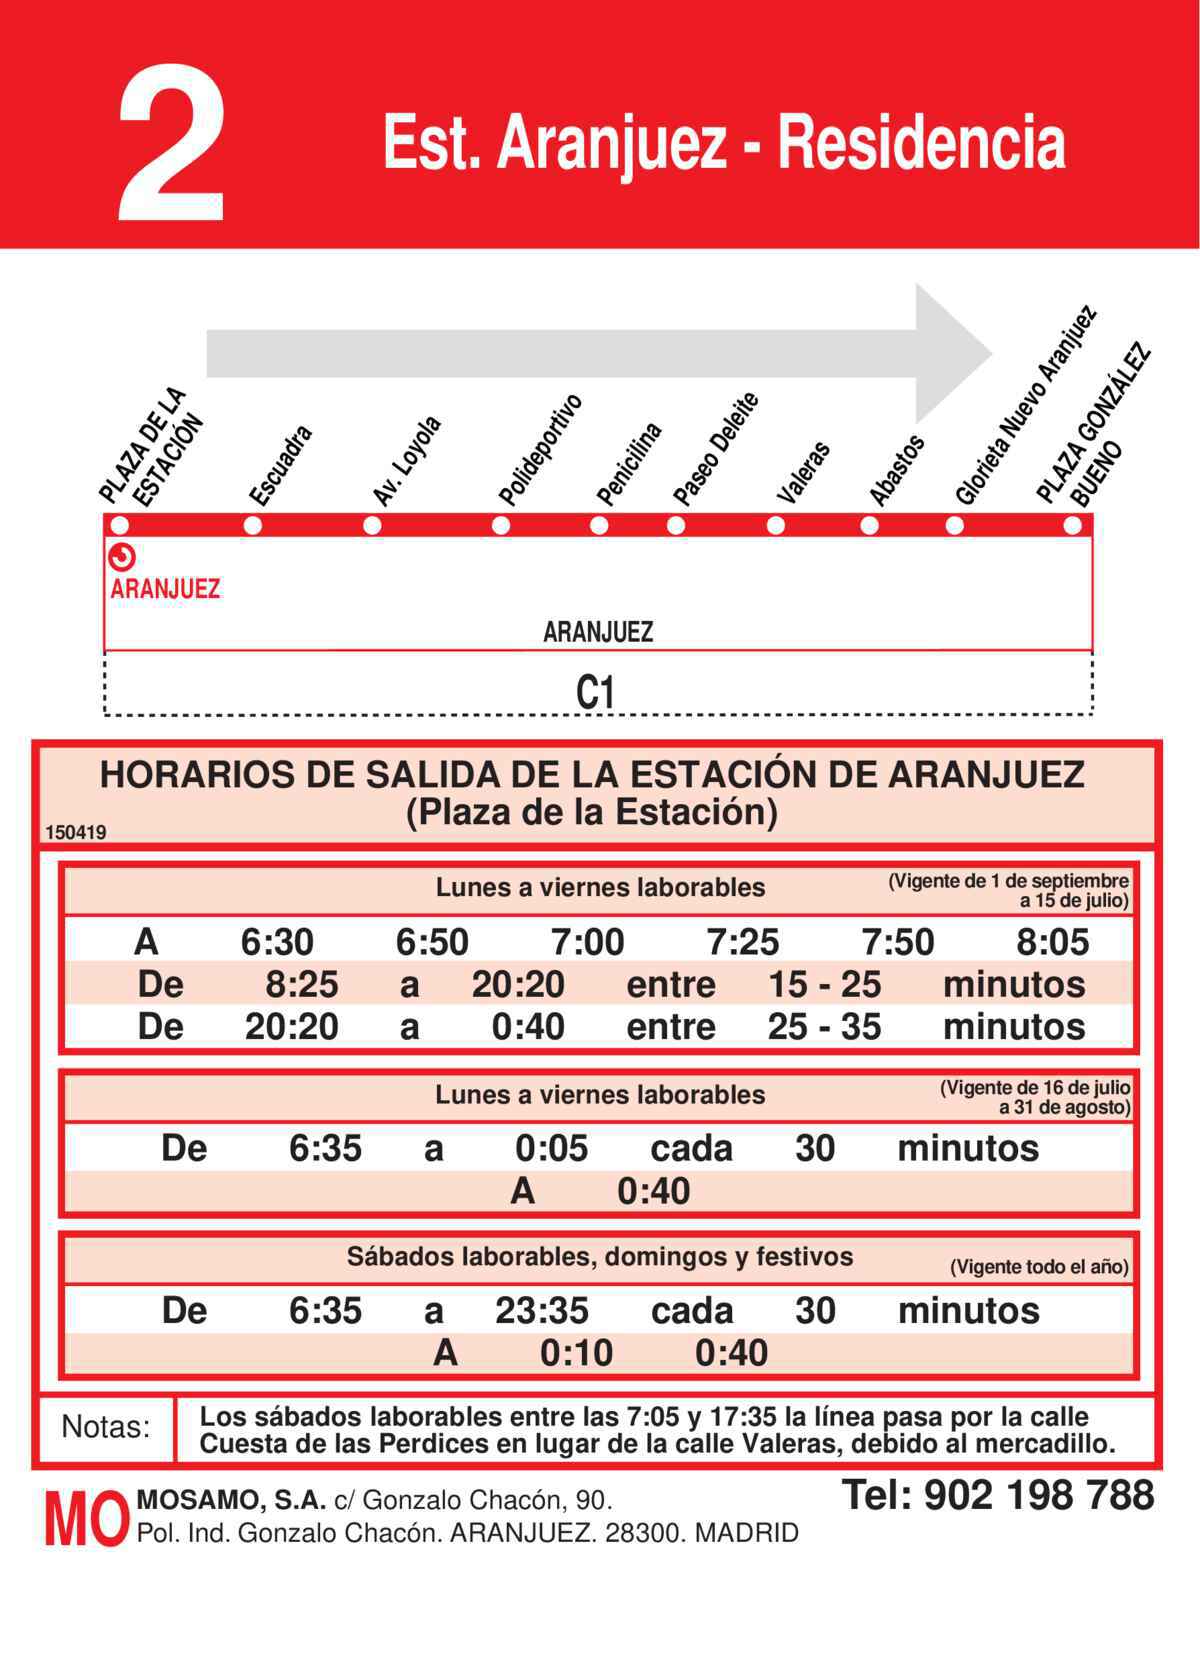 2
Est. Aranjuez - Residencia
PLAZA DE LA
ESTACIÓN
Escuadra
Av. Loyola
Polideportivo
Penicilina
Paseo Deleite
Valeras
Abastos
Glorieta Nuevo Aranjuez
PLAZA GONZÁLEZ
BUENO
ARANJUEZ
ARANJUEZ
C1
HORARIOS DE SALIDA DE LA ESTACIÓN DE ARANJUEZ
(Plaza de la Estación)
150419
Lunes a viernes laborables
(Vigente de 1 de septiembre
a 15 de julio)
A 6:30 6:50 7:00 7:25 7:50 8:05
De 8:25 a 20:20 entre 15 - 25 minutos
De 20:20 a 0:40 entre 25 - 35 minutos
Lunes a viernes laborables
(Vigente de 16 de julio
a 31 de agosto)
De 6:35 a 0:05 cada 30 minutos
A 0:40
Sábados laborables, domingos y festivos
(Vigente todo el año)
De 6:35 a 23:35 cada 30 minutos
A 0:10 0:40
Notas:
Los sábados laborables entre las 7:05 y 17:35 la línea pasa por la calle
Cuesta de las Perdices en lugar de la calle Valeras, debido al mercadillo.
MO
MOSAMO, S.A. c/ Gonzalo Chacón, 90.
Pol. Ind. Gonzalo Chacón. ARANJUEZ. 28300. MADRID
Tel: 902 198 788